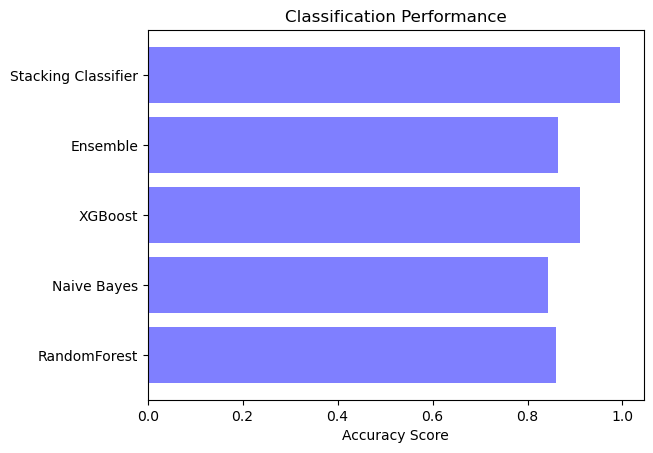 Classification Performance
Stacking Classifier
Ensemble
XGBoost
Naive Bayes
RandomForest
0.0 0.2 0.4 0.6 0.8 1.0
Accuracy Score